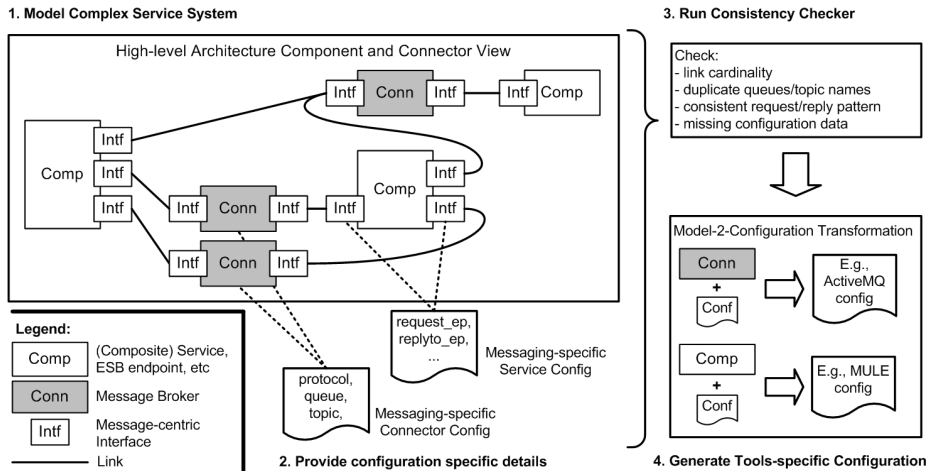 1. Model Complex Service System
High-level Architecture Component and Connector View
Intf
Conn
Intf
Intf
Comp
Comp
Intf
Intf
Intf
Intf
Conn
Intf
Intf
Comp
Intf
Intf
Intf
Conn
Intf
Legend:
Comp
(Composite) Service,
ESB endpoint, etc
Conn
Message Broker
Intf
Message-centric
Interface
Link
protocol,
queue,
topic,
Messaging-specific
Connector Config
request_ep,
replyto_ep,
...
Messaging-specific
Service Config
2. Provide configuration specific details
3. Run Consistency Checker
Check:
- link cardinality
- duplicate queues/topic names
- consistent request/reply pattern
- missing configuration data
Model-2-Configuration Transformation
Conn
+
Conf
E.g.,
ActiveMQ
config
Comp
+
Conf
E.g., MULE
config
4. Generate Tools-specific Configuration